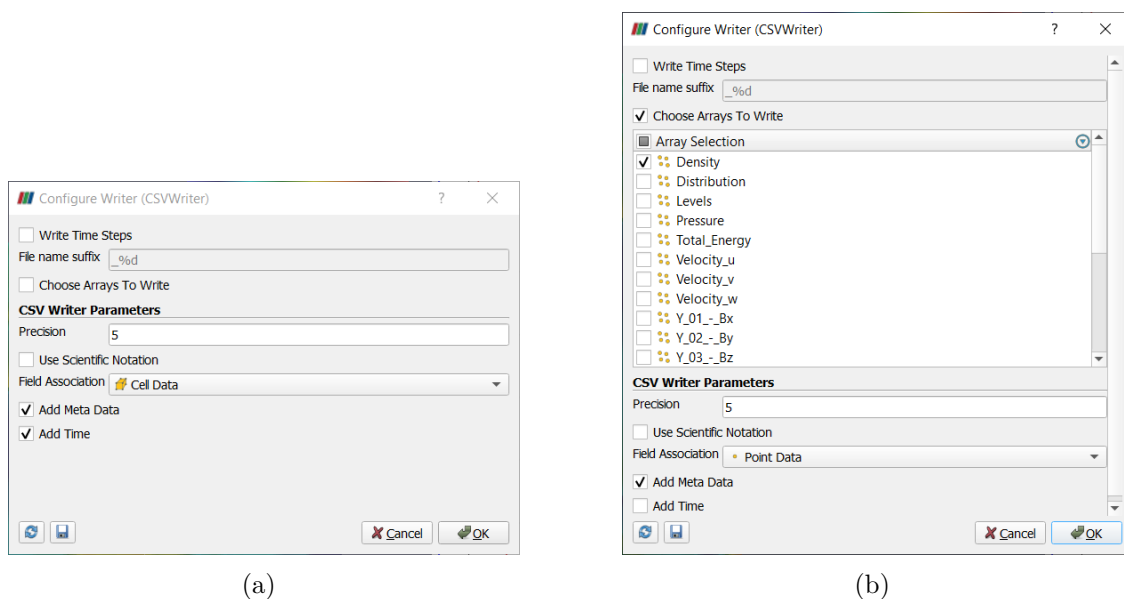 Configure Writer (CSVWriter) ? ×
Write Time Steps
File name suffix _%d
Choose Arrays To Write
CSV Writer Parameters
Precision 5
Use Scientific Notation
Field Association Cell Data
Add Meta Data
Add Time
Cancel OK
(a)
Configure Writer (CSVWriter) ? ×
Write Time Steps
File name suffix _%d
Choose Arrays To Write
Array Selection
Density
Distribution
Levels
Pressure
Total_Energy
Velocity_u
Velocity_v
Velocity_w
Y_01_-_Bx
Y_02_-_By
Y_03_-_Bz
CSV Writer Parameters
Precision 5
Use Scientific Notation
Field Association Point Data
Add Meta Data
Add Time
Cancel OK
(b)